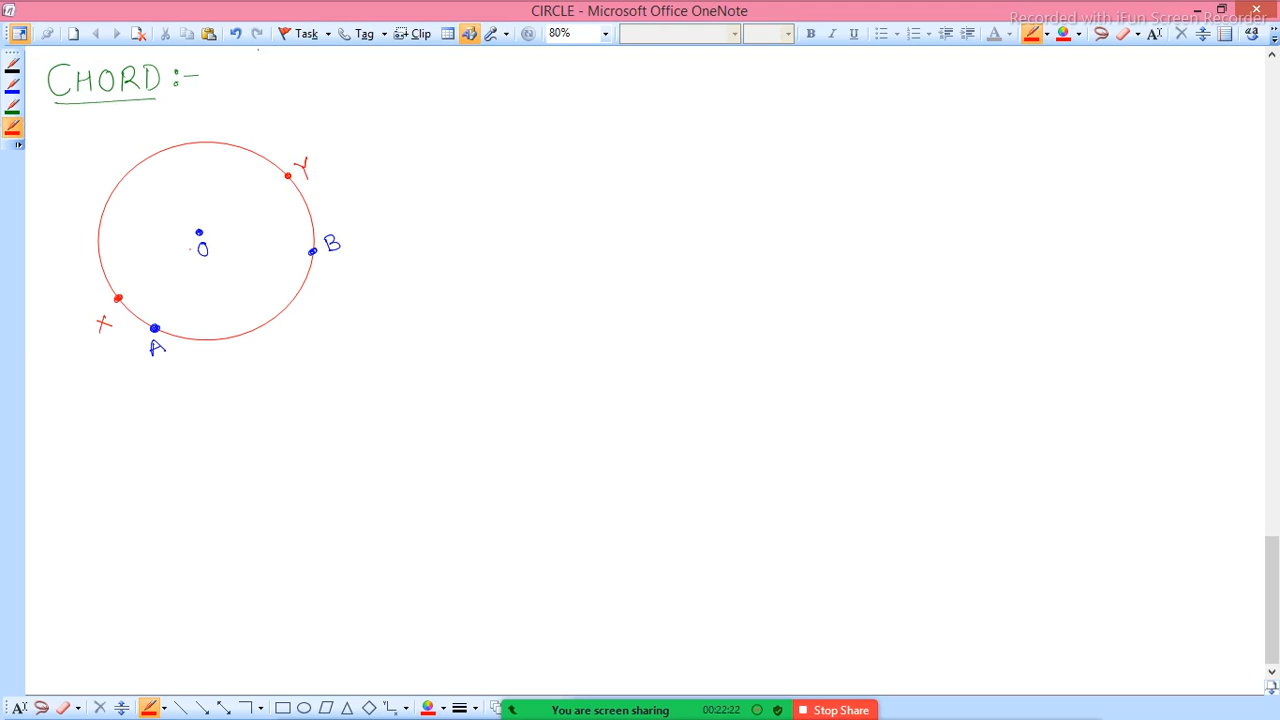 CIRCLE - Microsoft Office OneNote
Recorded with iFun Screen Recorder
Task
Tag
Clip
80%
B I U
A
CHORD :-
Y
O
B
X
A
You are screen sharing
00:22:22
Stop Share